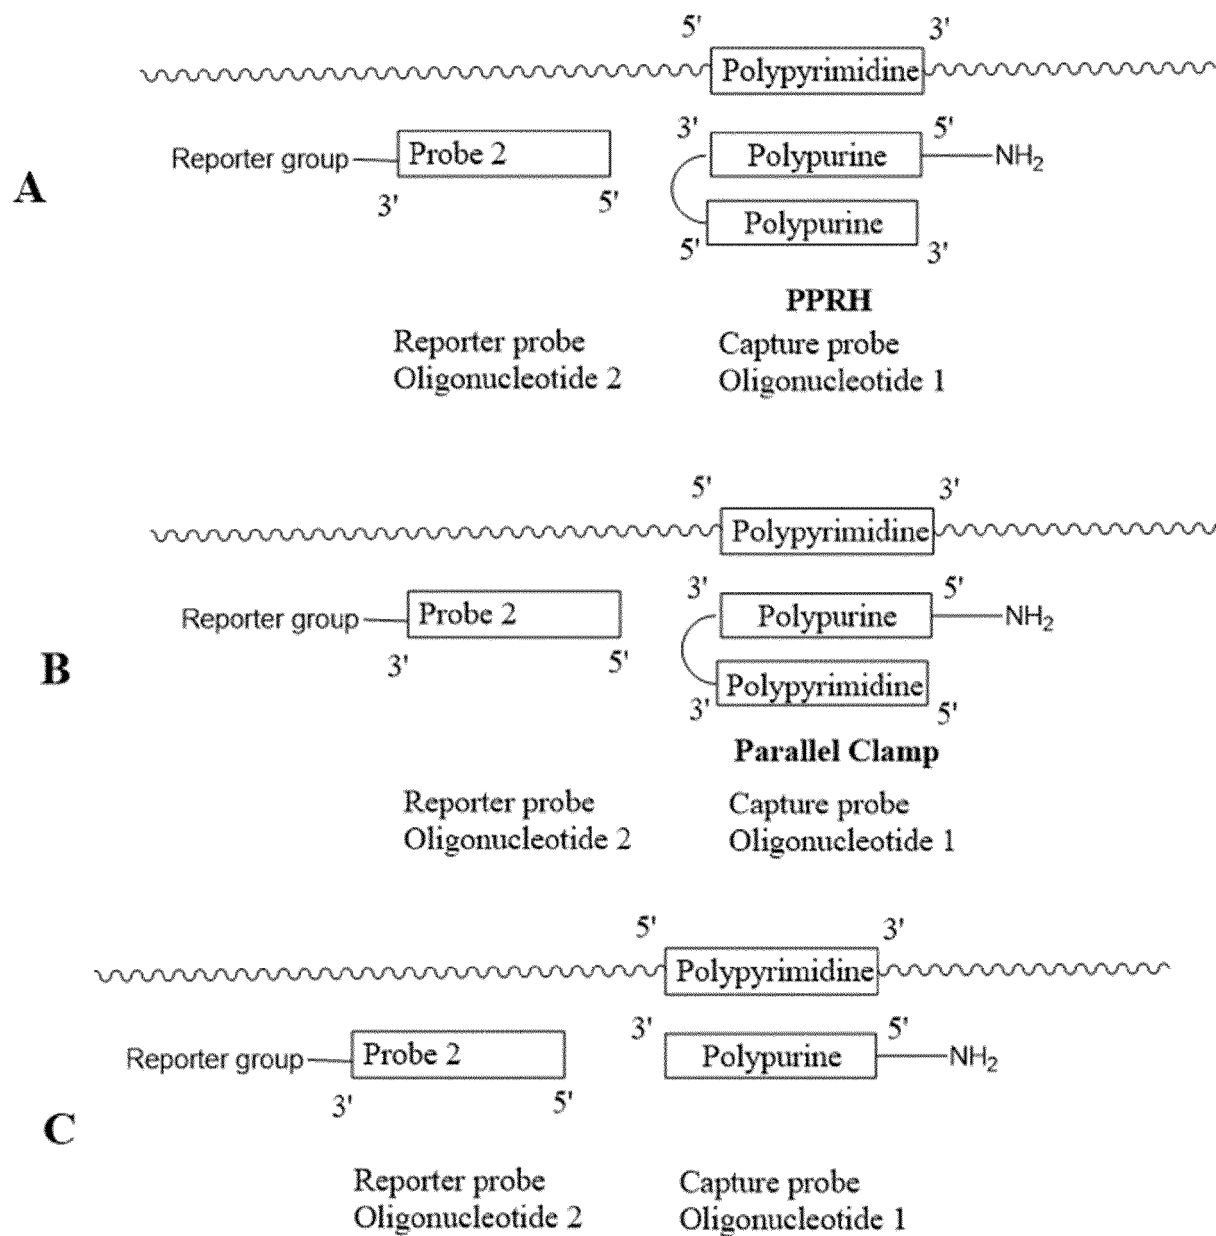 5' 3'
Polypyrimidine
3' 5'
Reporter group Probe 2 Polypurine NH2
A
3' 5' Polypurine
5' 3'
PPRH
Reporter probe Capture probe
Oligonucleotide 2 Oligonucleotide 1
5' 3'
Polypyrimidine
3' 5'
Reporter group Probe 2 Polypurine NH2
B
3' 5' Polypyrimidine
3' 5'
Parallel Clamp
Reporter probe Capture probe
Oligonucleotide 2 Oligonucleotide 1
5' 3'
Polypyrimidine
3' 5'
Reporter group Probe 2 Polypurine NH2
3' 5'
C
Reporter probe Capture probe
Oligonucleotide 2 Oligonucleotide 1